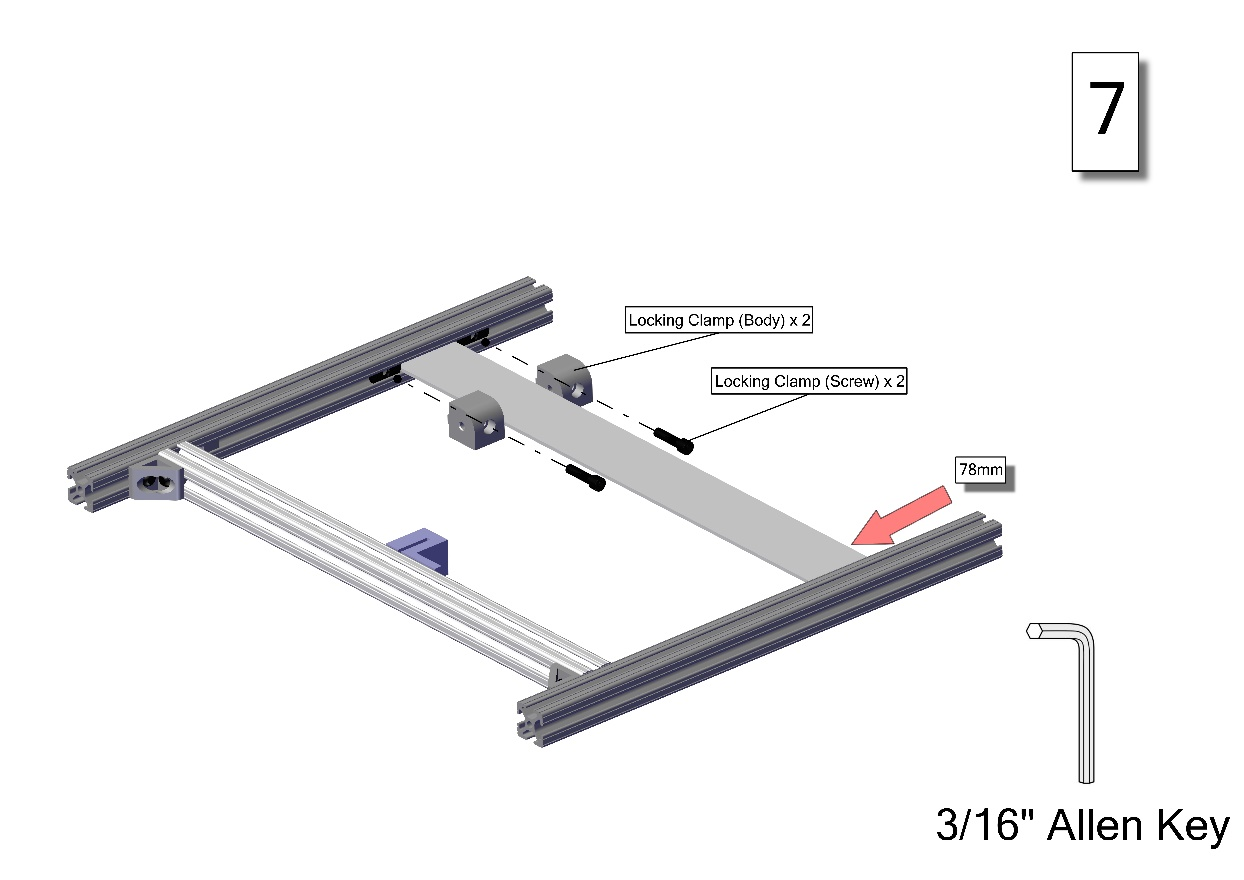 7
Locking Clamp (Body) x 2
Locking Clamp (Screw) x 2
78mm
3/16" Allen Key